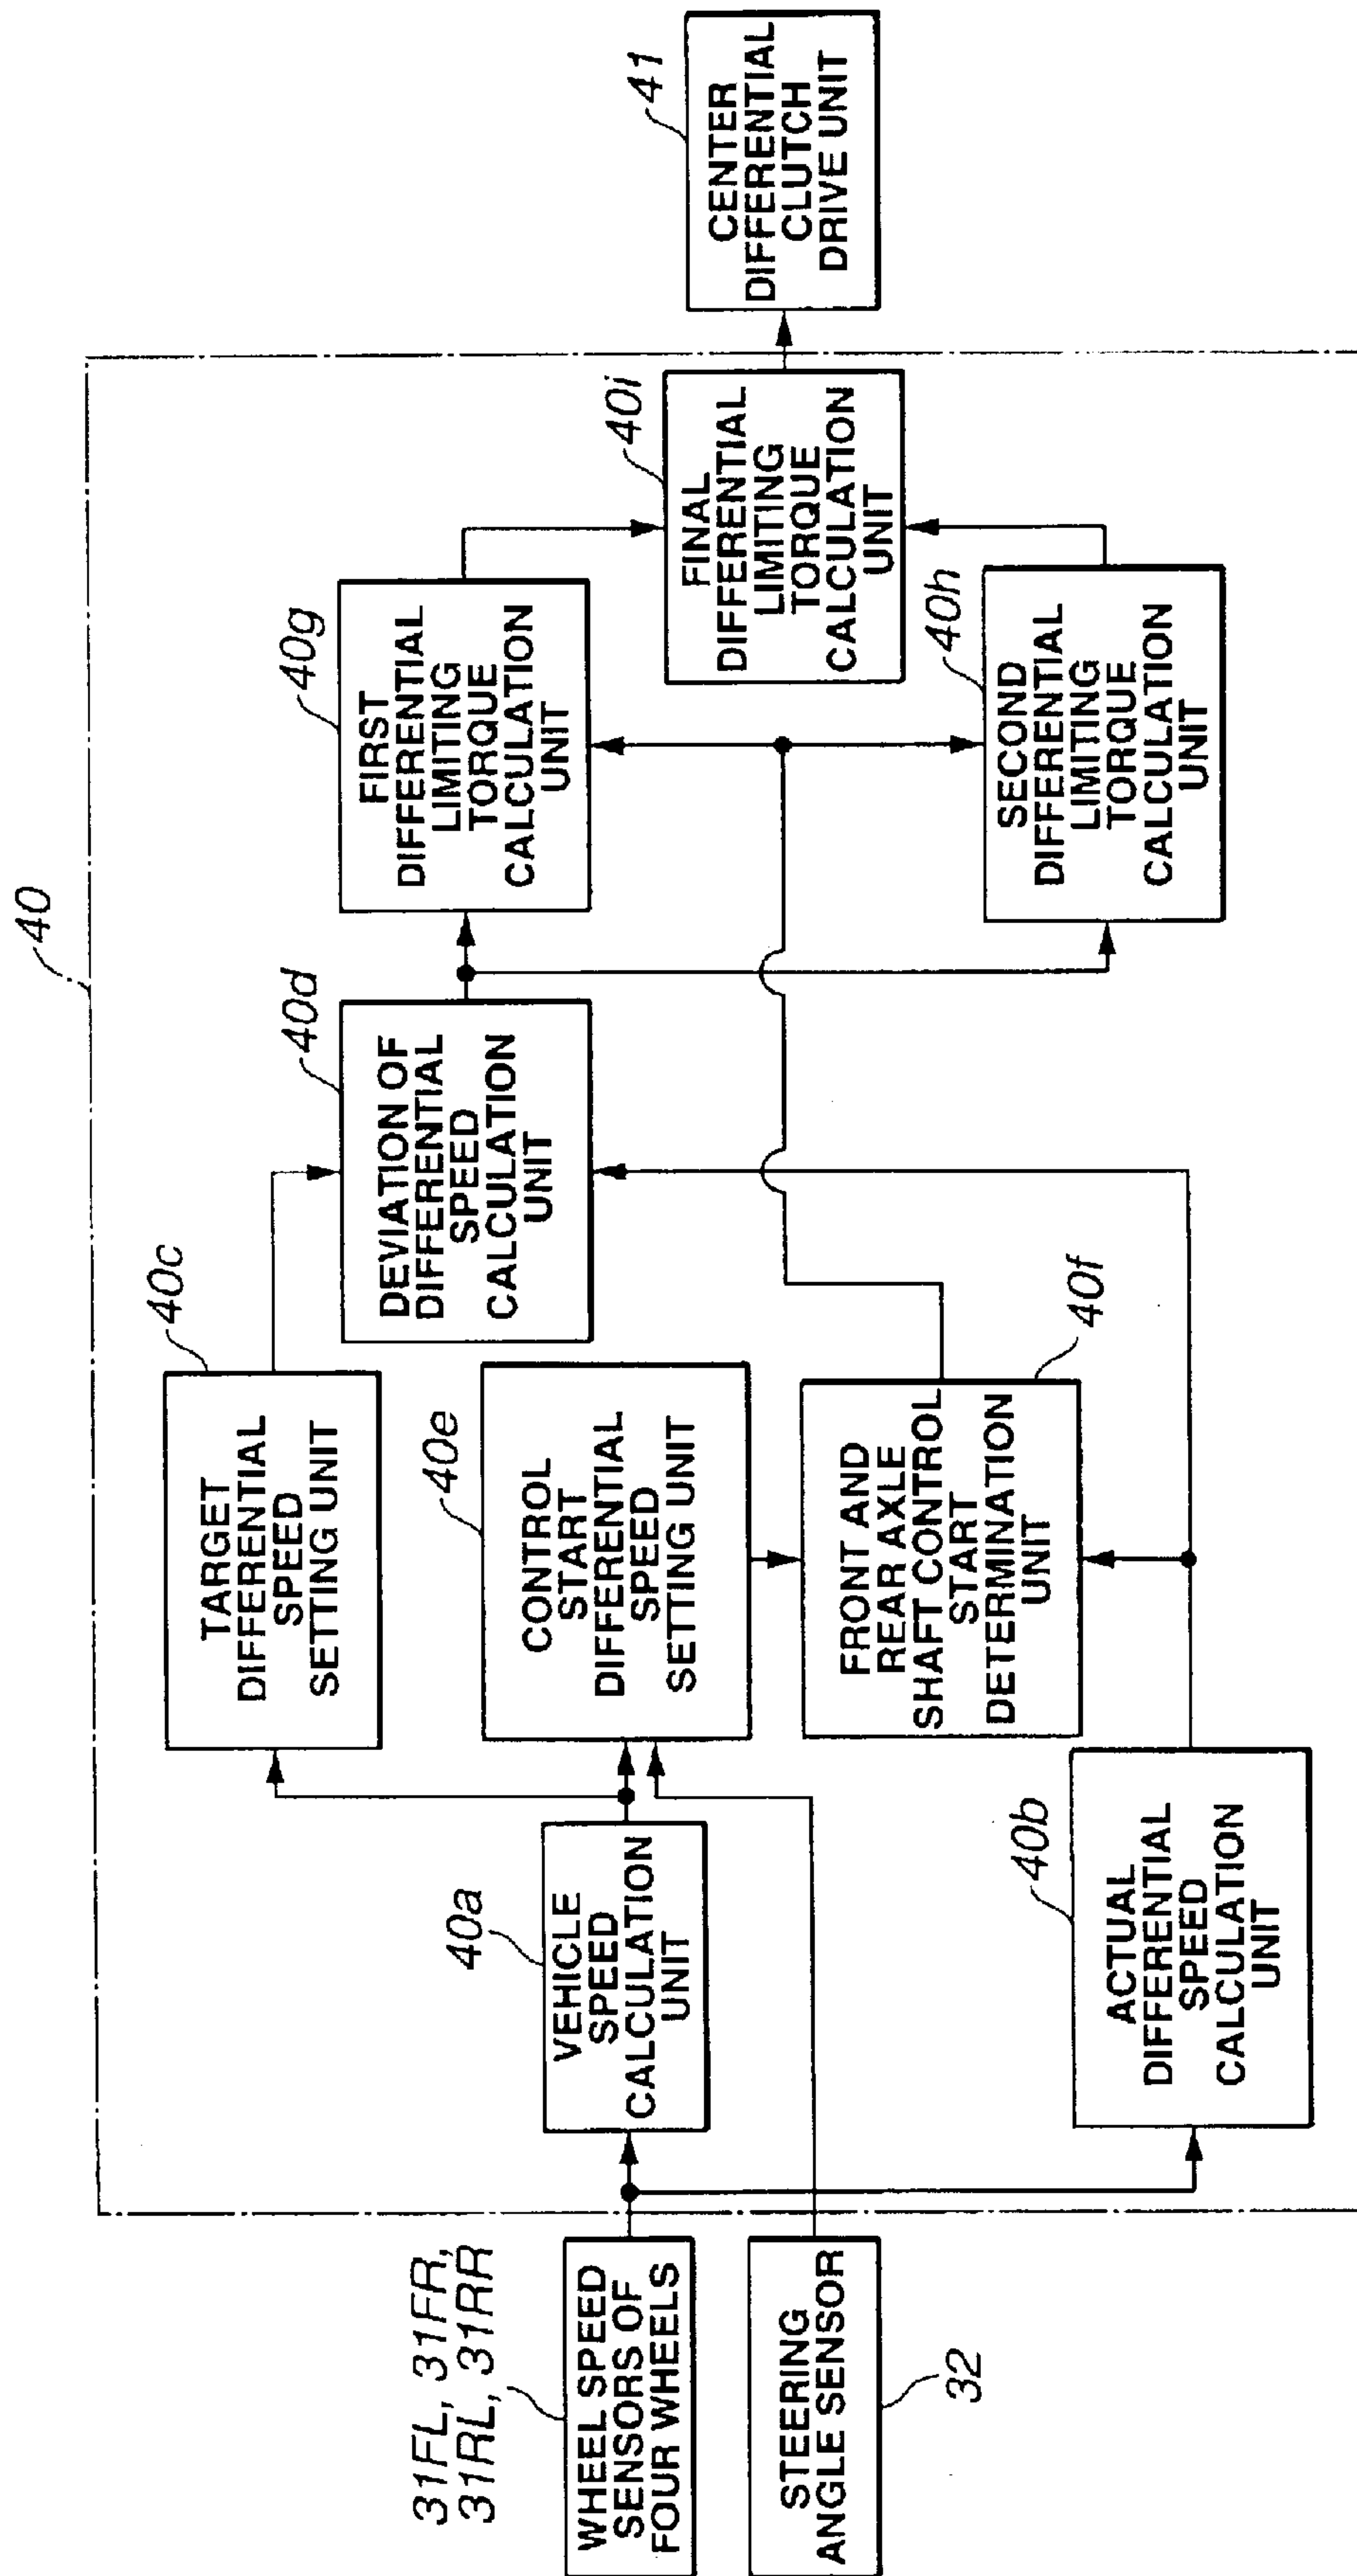 31FL, 31FR,
31RL, 31RR
WHEEL SPEED
SENSORS OF
FOUR WHEELS
STEERING
ANGLE SENSOR
32
40
40a
VEHICLE
SPEED
CALCULATION
UNIT
40b
ACTUAL
DIFFERENTIAL
SPEED
CALCULATION
UNIT
40c
TARGET
DIFFERENTIAL
SPEED
SETTING UNIT
40e
CONTROL
START
DIFFERENTIAL
SPEED
SETTING UNIT
FRONT AND
REAR AXLE
SHAFT CONTROL
START
DETERMINATION
UNIT
40f
40d
DEVIATION OF
DIFFERENTIAL
SPEED
CALCULATION
UNIT
40g
FIRST
DIFFERENTIAL
LIMITING
TORQUE
CALCULATION
UNIT
40h
SECOND
DIFFERENTIAL
LIMITING
TORQUE
CALCULATION
UNIT
40i
FINAL
DIFFERENTIAL
LIMITING
TORQUE
CALCULATION
UNIT
41
CENTER
DIFFERENTIAL
CLUTCH
DRIVE UNIT